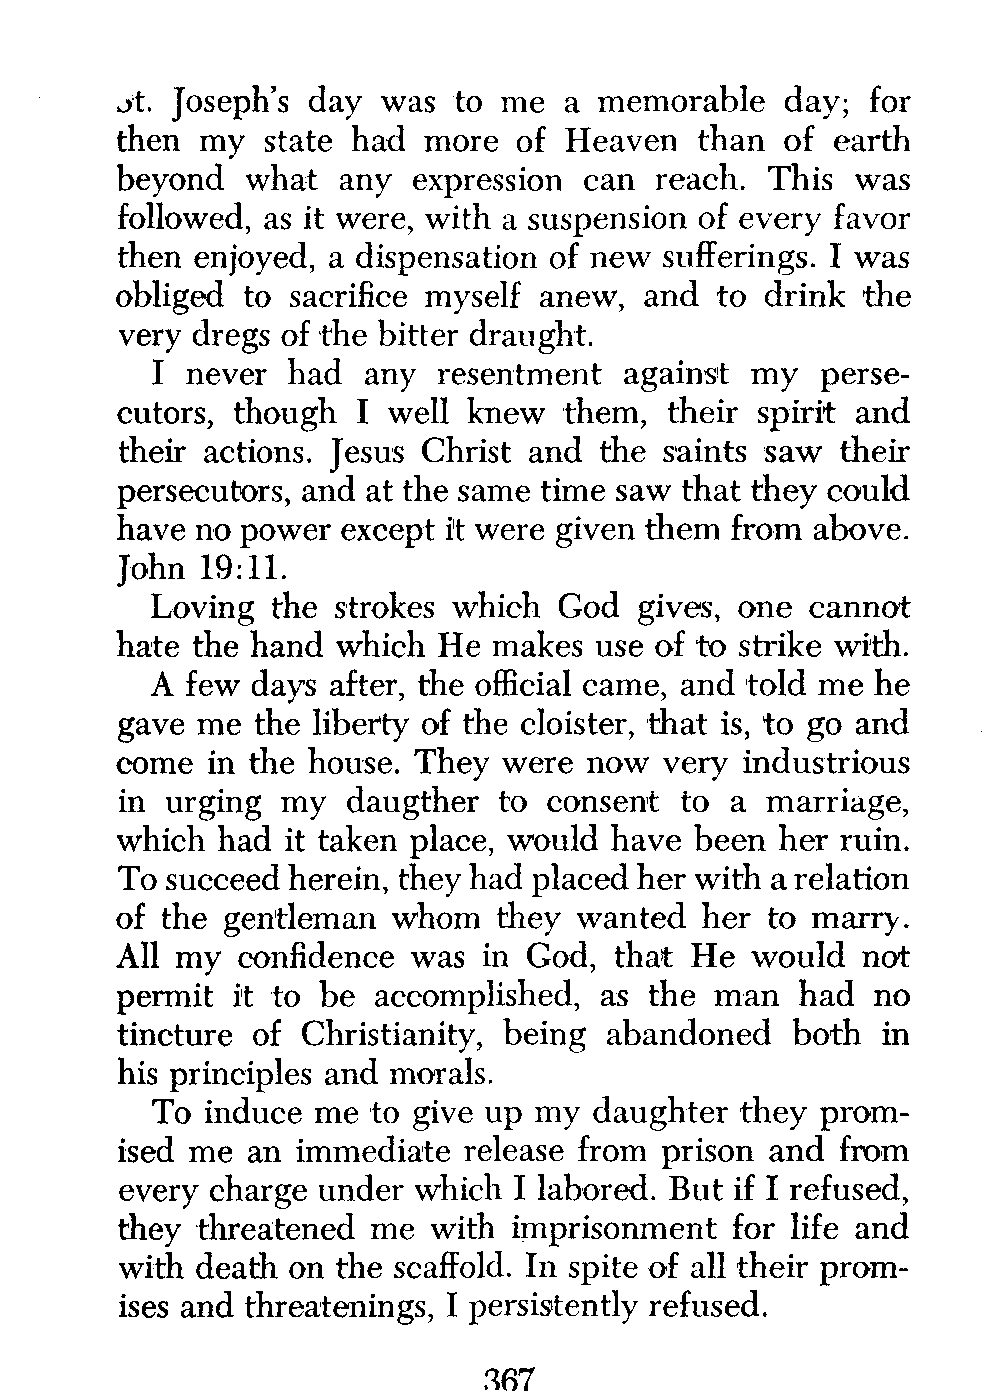 St. Joseph's day was to me a memorable day; for
then my state had more of Heaven than of earth
beyond what any expression can reach. This was
followed, as it were, with a suspension of every favor
then enjoyed, a dispensation of new sufferings. I was
obliged to sacrifice myself anew, and to drink the
very dregs of the bitter draught.
I never had any resentment against my perse-
cutors, though I well knew them, their spirit and
their actions. Jesus Christ and the saints saw their
persecutors, and at the same time saw that they could
have no power except it were given them from above.
John 19:11.
Loving the strokes which God gives, one cannot
hate the hand which He makes use of to strike with.
A few days after, the official came, and told me he
gave me the liberty of the cloister, that is, to go and
come in the house. They were now very industrious
in urging my daugther to consent to a marriage,
which had it taken place, would have been her ruin.
To succeed herein, they had placed her with a relation
of the gentleman whom they wanted her to marry.
All my confidence was in God, that He would not
permit it to be accomplished, as the man had no
tincture of Christianity, being abandoned both in
his principles and morals.
To induce me to give up my daughter they prom-
ised me an immediate release from prison and from
every charge under which I labored. But if I refused,
they threatened me with imprisonment for life and
with death on the scaffold. In spite of all their prom-
ises and threatenings, I persistently refused.
367